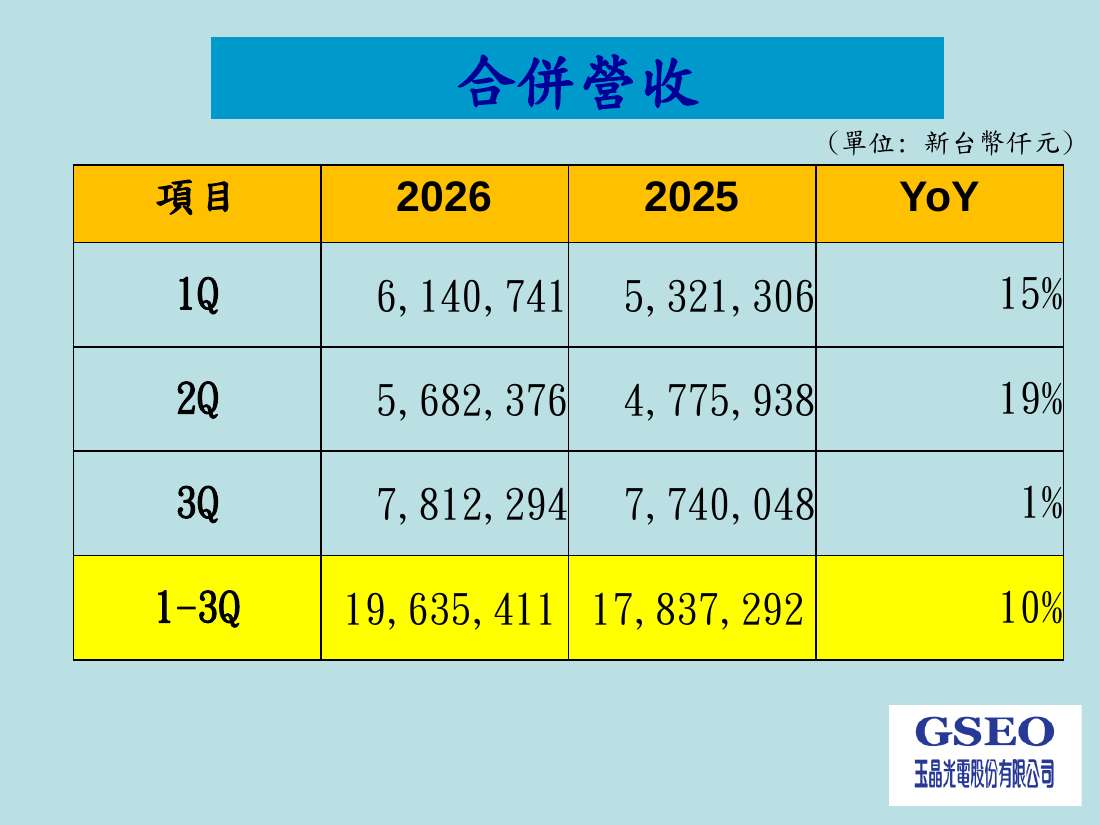 合併營收
（單位: 新台幣仟元）
項目 2026 2025 YoY
1Q 6,140,741 5,321,306 15%
2Q 5,682,376 4,775,938 19%
3Q 7,812,294 7,740,048 1%
1-3Q 19,635,411 17,837,292 10%
GSEO
玉晶光電股份有限公司